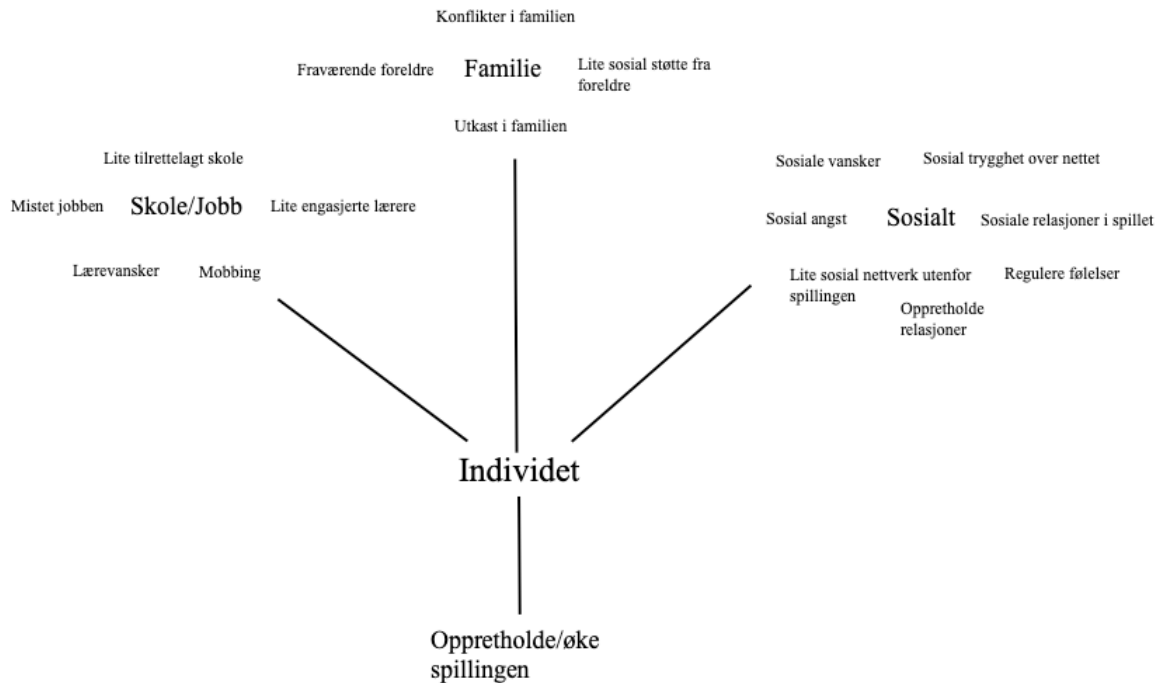 Konflikter i familien
Fraværende foreldre
Familie
Lite sosial støtte fra
foreldre
Utkast i familien
Lite tilrettelagt skole
Mistet jobben
Skole/Jobb
Lite engasjerte lærere
Lærevansker
Mobbing
Sosiale vansker
Sosial trygghet over nettet
Sosial angst
Sosialt
Sosiale relasjoner i spillet
Lite sosial nettverk utenfor
spillingen
Regulere følelser
Opprettholde
relasjoner
Individet
Opprettholde/øke
spillingen